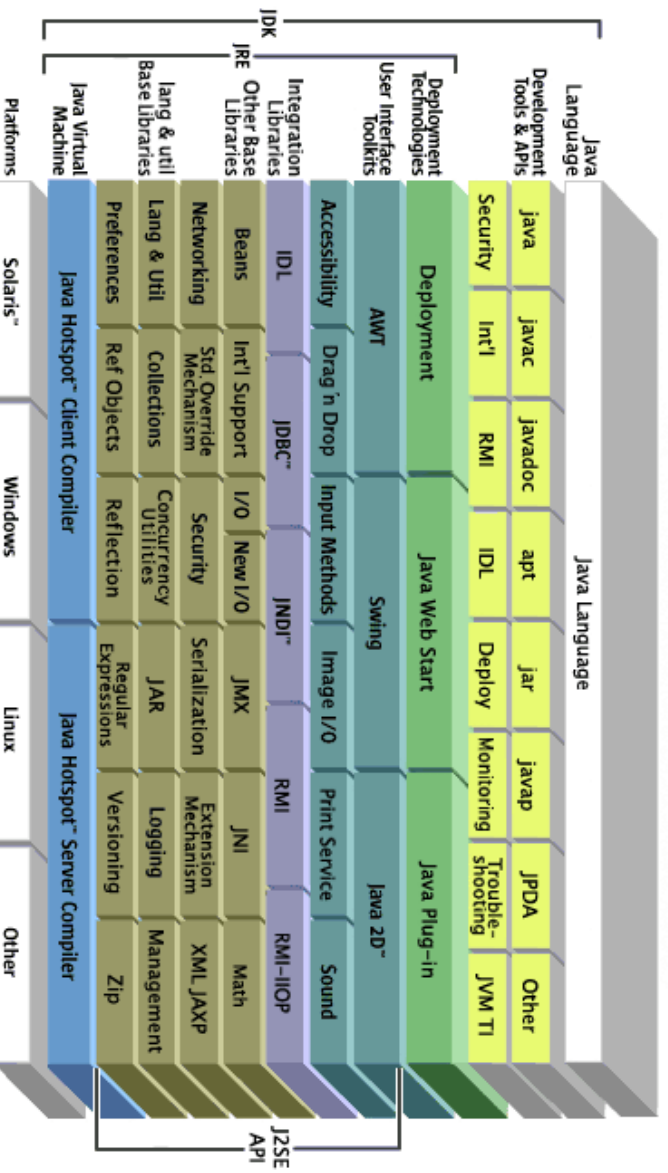 JDK
JRE
Java
Language
Java Language
Development
Tools & APIs
java javac javadoc apt jar javap JPDA Other
Security Int'l RMI IDL Deploy Monitoring Trouble-
shooting JVM TI
Deployment
Technologies
Deployment Java Web Start Java Plug-in
User Interface
Toolkits
AWT Swing Java 2D™
Accessibility Drag 'n Drop Input Methods Image I/O Print Service Sound
Integration
Libraries
IDL JDBC™ JNDI™ RMI RMI-IIOP
Other Base
Libraries
Beans Int'l Support I/O New I/O JMX JNI Math
Networking Std. Override
Mechanism Security Serialization Extension
Mechanism XML JAXP
lang & util
Base Libraries
Lang & Util Collections Concurrency
Utilities JAR Logging Management
Preferences Ref Objects Reflection Regular
Expressions Versioning Zip
Java Virtual
Machine
Java Hotspot™ Client Compiler Java Hotspot™ Server Compiler
Platforms
Solaris™ Windows Linux Other
J2SE
API